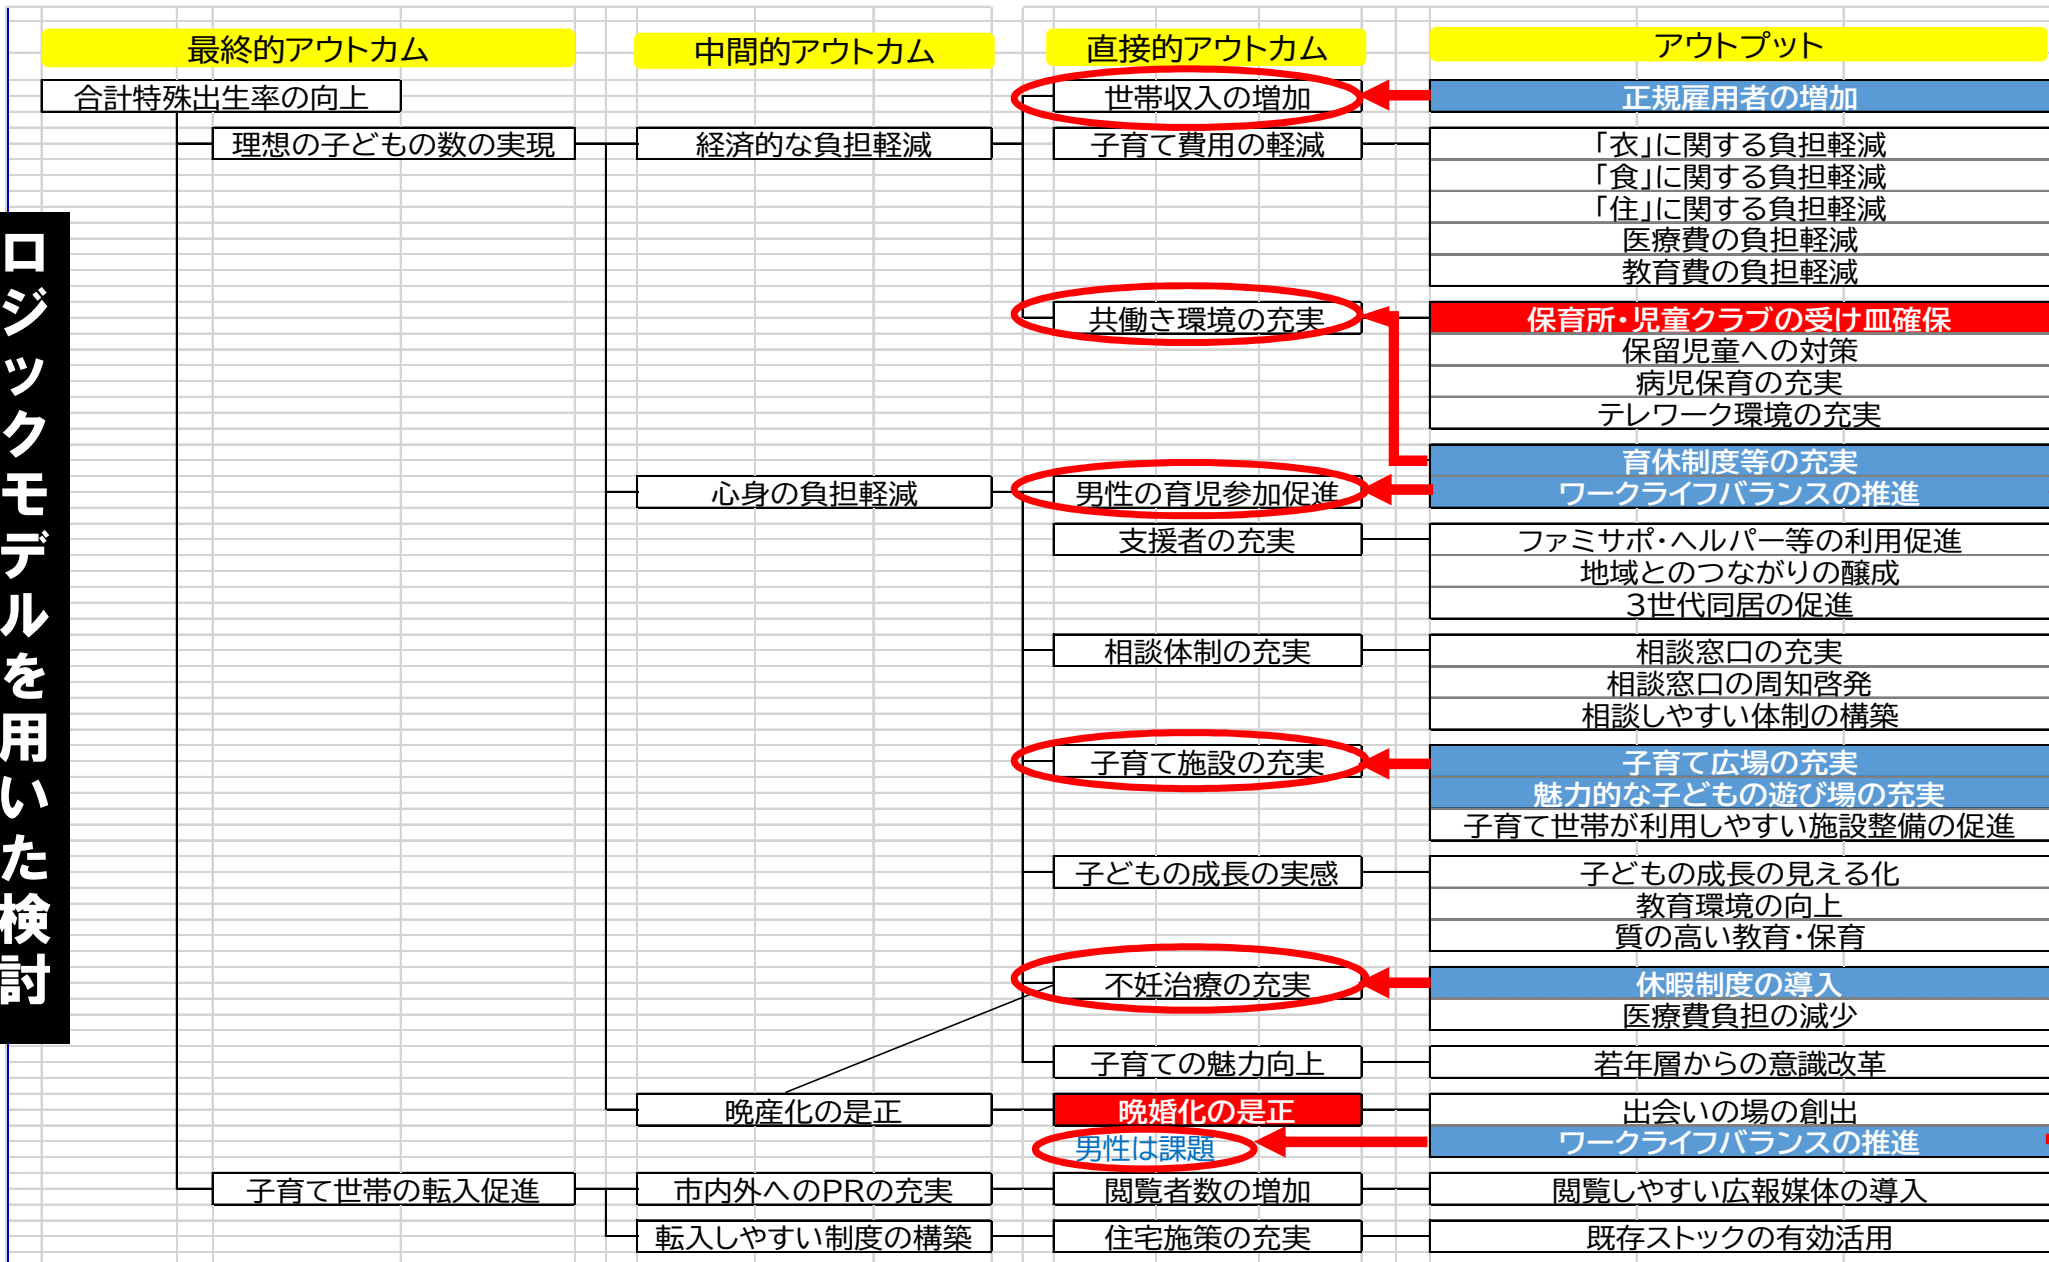 ロジックモデルを用いた検討
最終的アウトカム
中間的アウトカム
直接的アウトカム
アウトプット
合計特殊出生率の向上
世帯収入の増加
正規雇用者の増加
理想の子どもの数の実現
経済的な負担軽減
子育て費用の軽減
「衣」に関する負担軽減
「食」に関する負担軽減
「住」に関する負担軽減
医療費の負担軽減
教育費の負担軽減
共働き環境の充実
保育所・児童クラブの受け皿確保
保留児童への対策
病児保育の充実
テレワーク環境の充実
育休制度等の充実
心身の負担軽減
男性の育児参加促進
ワークライフバランスの推進
支援者の充実
ファミサポ・ヘルパー等の利用促進
地域とのつながりの醸成
3世代同居の促進
相談体制の充実
相談窓口の充実
相談窓口の周知啓発
相談しやすい体制の構築
子育て施設の充実
子育て広場の充実
魅力的な子どもの遊び場の充実
子育て世帯が利用しやすい施設整備の促進
子どもの成長の実感
子どもの成長の見える化
教育環境の向上
質の高い教育・保育
不妊治療の充実
休暇制度の導入
医療費負担の減少
子育ての魅力向上
若年層からの意識改革
晩産化の是正
晩婚化の是正
出会いの場の創出
男性は課題
ワークライフバランスの推進
子育て世帯の転入促進
市内外へのPRの充実
閲覧者数の増加
閲覧しやすい広報媒体の導入
転入しやすい制度の構築
住宅施策の充実
既存ストックの有効活用